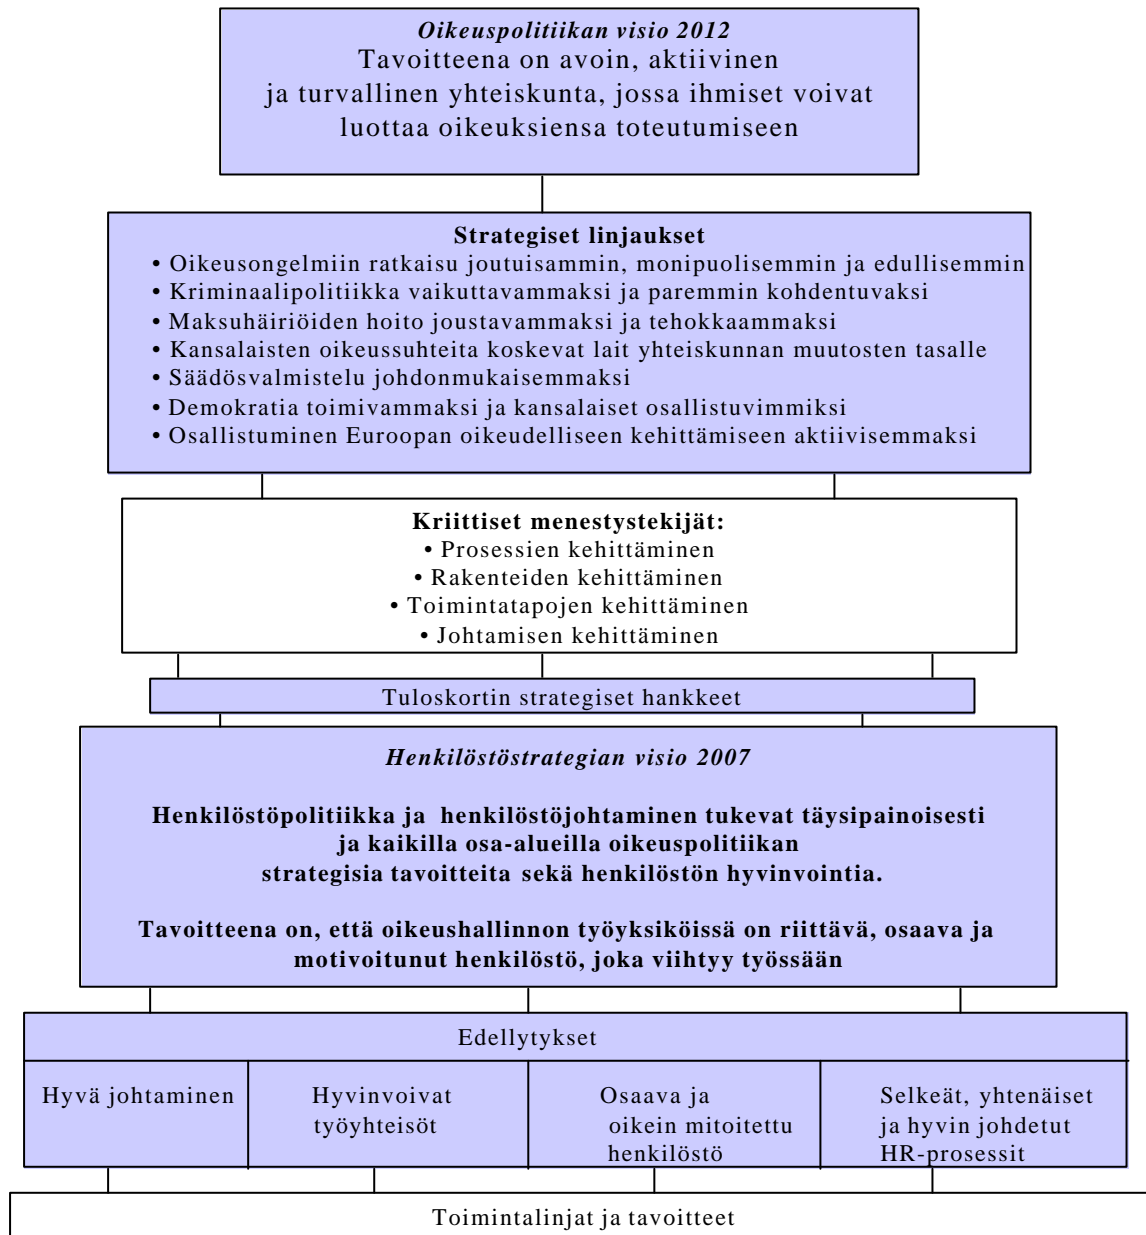 Oikeuspolitiikan visio 2012
Tavoitteena on avoin, aktiivinen
ja turvallinen yhteiskunta, jossa ihmiset voivat
luottaa oikeuksiensa toteutumiseen
Strategiset linjaukset
• Oikeusongelmiin ratkaisu joutuisammin, monipuolisemmin ja edullisemmin
• Kriminaalipolitiikka vaikuttavammaksi ja paremmin kohdentuvaksi
• Maksuhäiriöiden hoito joustavammaksi ja tehokkaammaksi
• Kansalaisten oikeussuhteita koskevat lait yhteiskunnan muutosten tasalle
• Säädösvalmistelu johdonmukaisemmaksi
• Demokratia toimivammaksi ja kansalaiset osallistuvimmiksi
• Osallistuminen Euroopan oikeudelliseen kehittämiseen aktiivisemmaksi
Kriittiset menestystekijät:
• Prosessien kehittäminen
• Rakenteiden kehittäminen
• Toimintatapojen kehittäminen
• Johtamisen kehittäminen
Tuloskortin strategiset hankkeet
Henkilöstöstrategian visio 2007
Henkilöstöpolitiikka ja henkilöstöjohtaminen tukevat täysipainoisesti
ja kaikilla osa-alueilla oikeuspolitiikan
strategisia tavoitteita sekä henkilöstön hyvinvointia.
Tavoitteena on, että oikeushallinnon työyksiköissä on riittävä, osaava ja
motivoitunut henkilöstö, joka viihtyy työssään
Edellytykset
Hyvä johtaminen
Hyvinvoivat
työyhteisöt
Osaava ja
oikein mitoitettu
henkilöstö
Selkeät, yhtenäiset
ja hyvin johdetut
HR-prosessit
Toimintalinjat ja tavoitteet